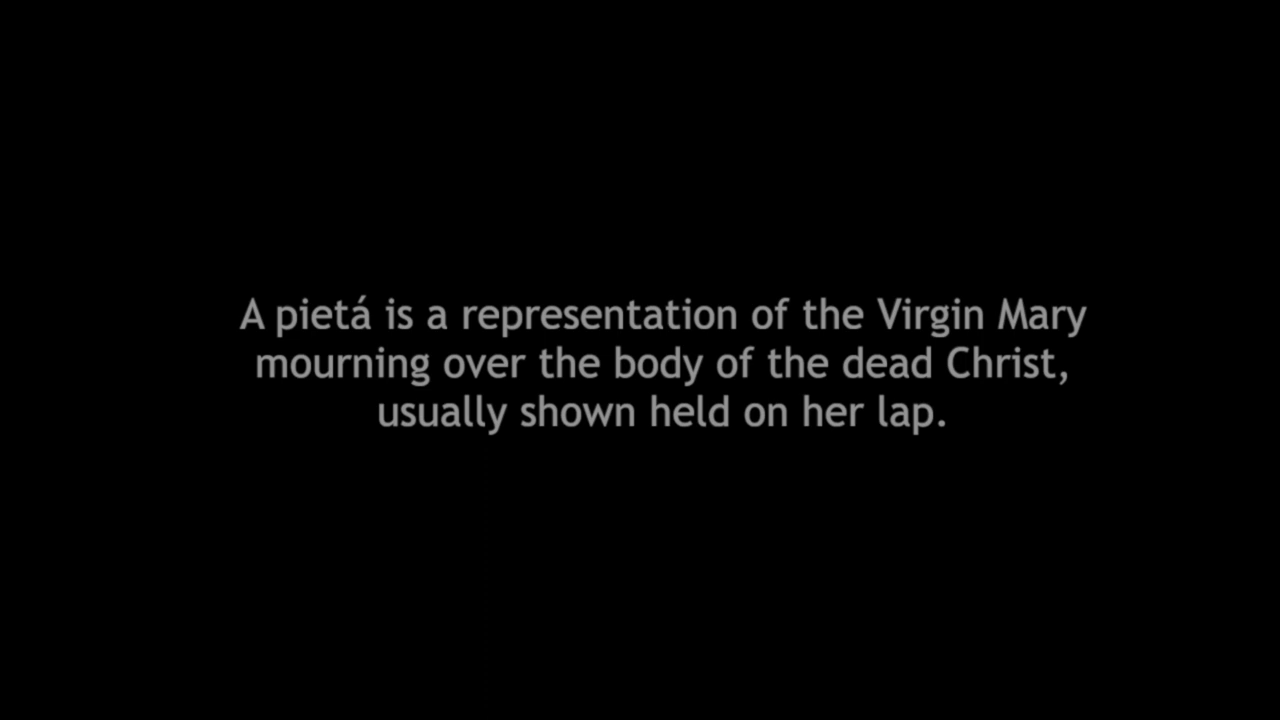 A pietá is a representation of the Virgin Mary
mourning over the body of the dead Christ,
usually shown held on her lap.